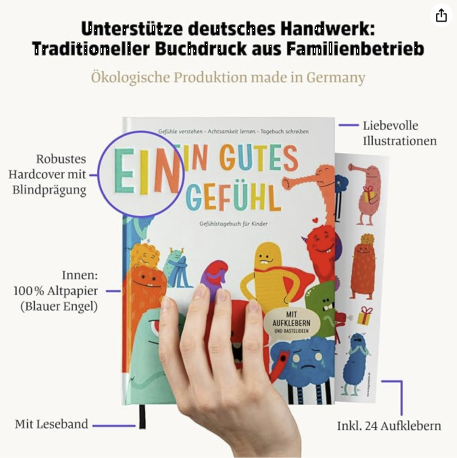 Unterstütze deutsches Handwerk:
Traditioneller Buchdruck aus Familienbetrieb
Ökologische Produktion made in Germany
Liebevolle
Illustrationen
Robustes
Hardcover mit
Blindprägung
Gefühle verstehen - Achtsamkeit lernen - Tagebuch schreiben
EIN
EIN GUTES
GEFÜHL
Gefühlstagebuch für Kinder
Innen:
100 % Altpapier
(Blauer Engel)
MIT
AUFKLEBERN
UND BASTELIDEEN
Mit Leseband
Inkl. 24 Aufklebern